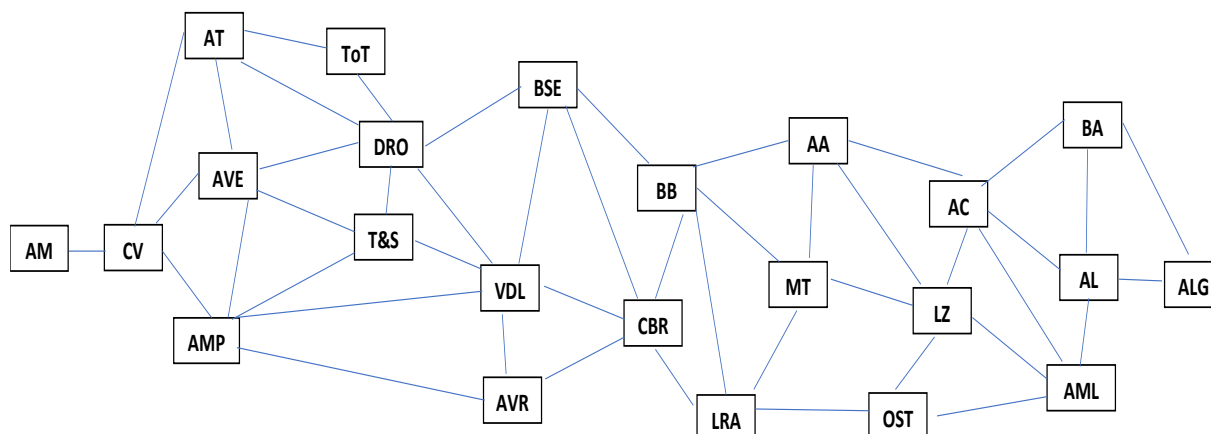 AT
ToT
BSE
BA
AA
DRO
AVE
BB
AC
T&S
AM
CV
VDL
MT
AL
ALG
CBR
LZ
AMP
AML
AVR
LRA
OST